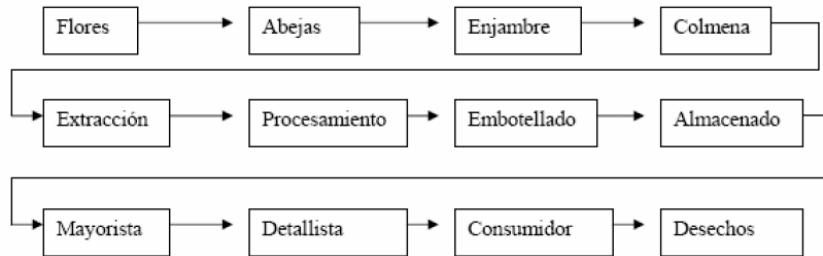 Flores Abejas Enjambre Colmena
Extracción Procesamiento Embotellado Almacenado
Mayorista Detallista Consumidor Desechos